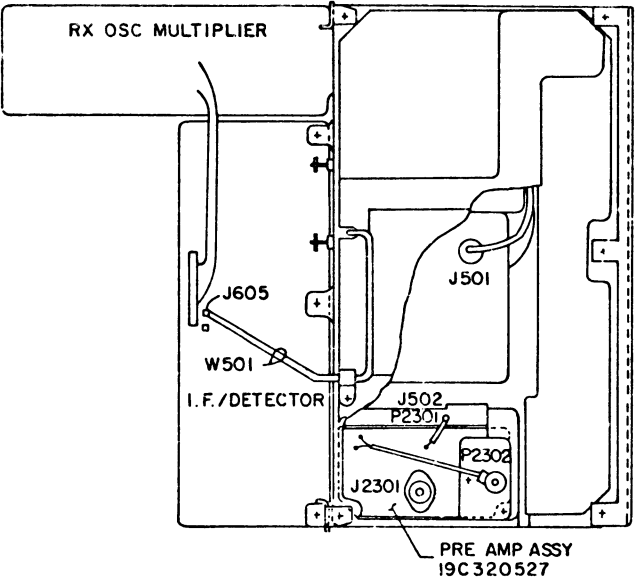 RX OSC MULTIPLIER
J501
J605
W501
I.F./DETECTOR
J502
P2301
P2302
J2301
PRE AMP ASSY
19C320527